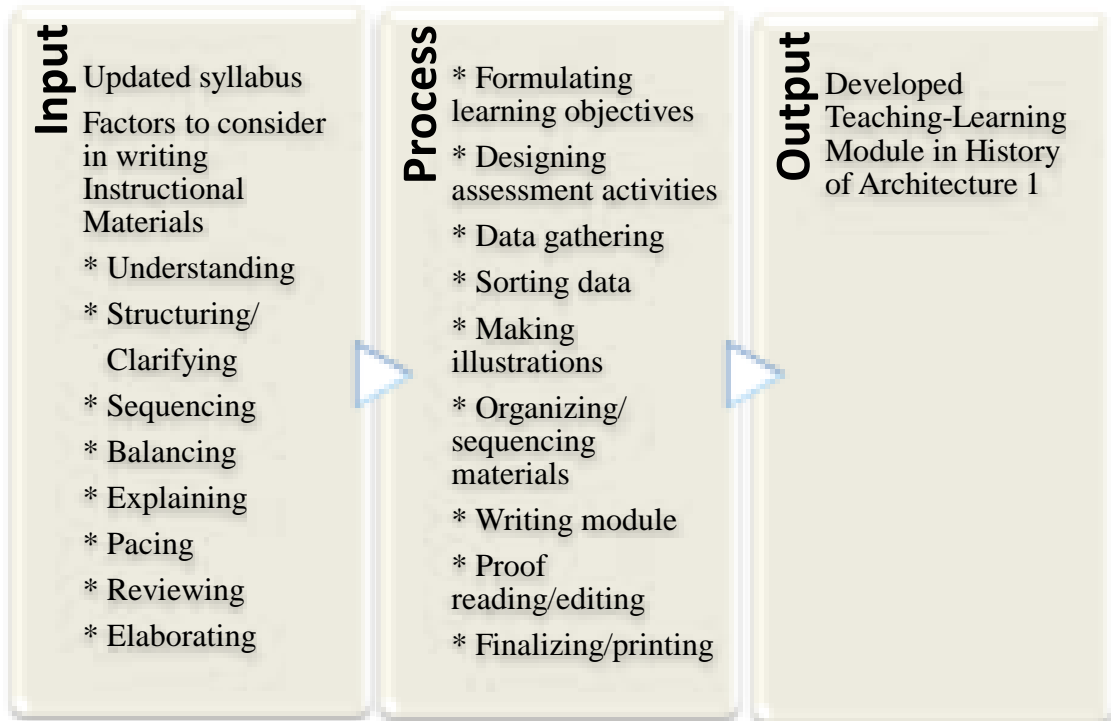 Input
Updated syllabus
Factors to consider
in writing
Instructional
Materials
* Understanding
* Structuring/
Clarifying
* Sequencing
* Balancing
* Explaining
* Pacing
* Reviewing
* Elaborating
Process
* Formulating
learning objectives
* Designing
assessment activities
* Data gathering
* Sorting data
* Making
illustrations
* Organizing/
sequencing
materials
* Writing module
* Proof
reading/editing
* Finalizing/printing
Output
Developed
Teaching-Learning
Module in History
of Architecture 1